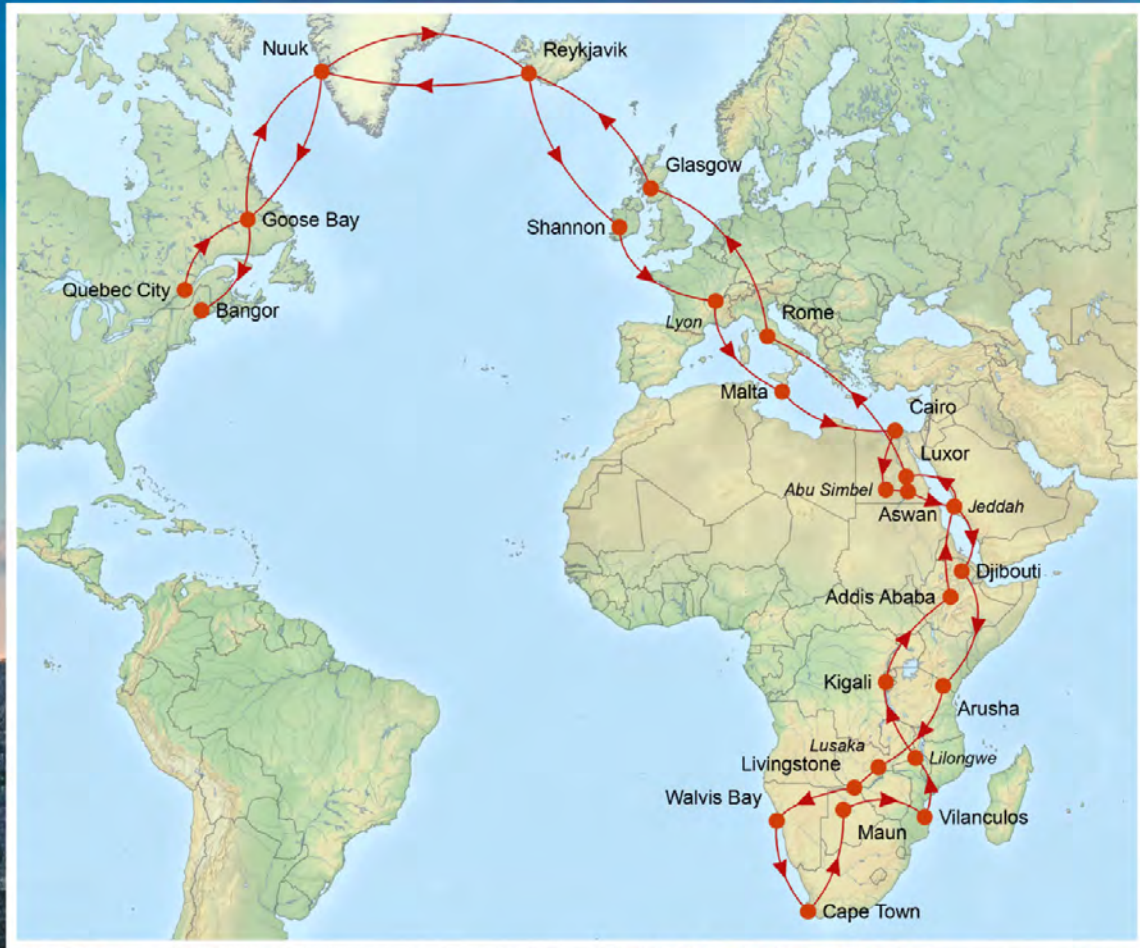 Nuuk
Reykjavik
Glasgow
Goose Bay
Shannon
Quebec City
Bangor
Rome
Lyon
Malta
Cairo
Luxor
Abu Simbel
Aswan
Jeddah
Djibouti
Addis Ababa
Kigali
Arusha
Lusaka
Lilongwe
Livingstone
Walvis Bay
Maun
Vilanculos
Cape Town